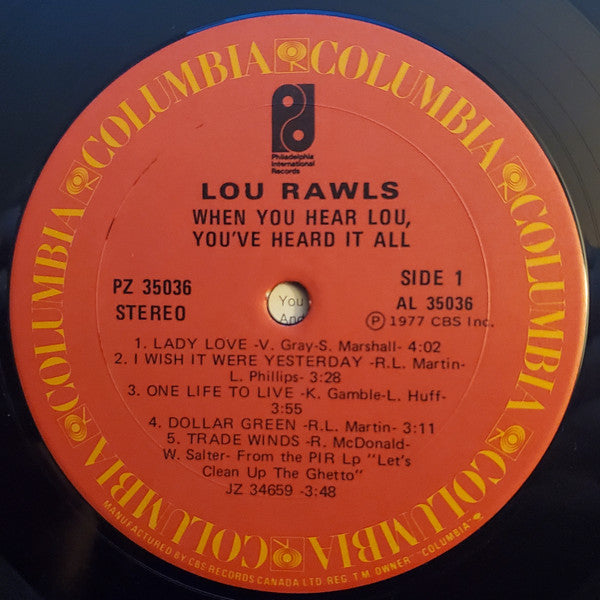 COLUMBIA COLUMBIA COLUMBIA COLUMBIA COLUMBIA COLUMBIA
Philadelphia
International
Records
LOU RAWLS
WHEN YOU HEAR LOU,
YOU'VE HEARD IT ALL
PZ 35036
STEREO
SIDE 1
AL 35036
Ⓟ 1977 CBS Inc.
You
And
1. LADY LOVE -V. Gray-S. Marshall- 4:02
2. I WISH IT WERE YESTERDAY -R.L. Martin-
L. Phillips- 3:28
3. ONE LIFE TO LIVE -K. Gamble-L. Huff-
3:55
4. DOLLAR GREEN -R.L. Martin- 3:11
5. TRADE WINDS -R. McDonald-
W. Salter- From the PIR Lp "Let's
Clean Up The Ghetto"
JZ 34659 -3:48
MANUFACTURED BY CBS RECORDS CANADA LTD. REG. T.M. OWNER "COLUMBIA"